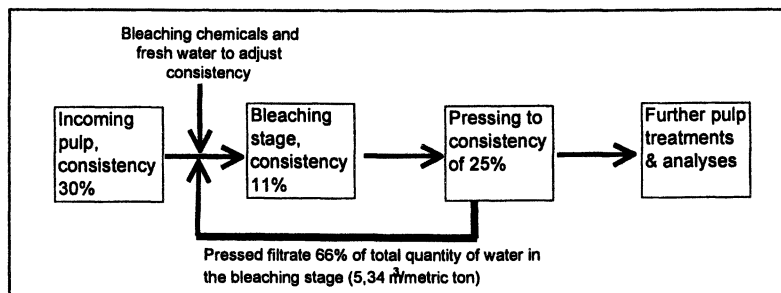 Bleaching chemicals and
fresh water to adjust
consistency
Incoming
pulp,
consistency
30%
Bleaching
stage,
consistency
11%
Pressing to
consistency
of 25%
Further pulp
treatments
& analyses
Pressed filtrate 66% of total quantity of water in
the bleaching stage (5,34 m³/metric ton)